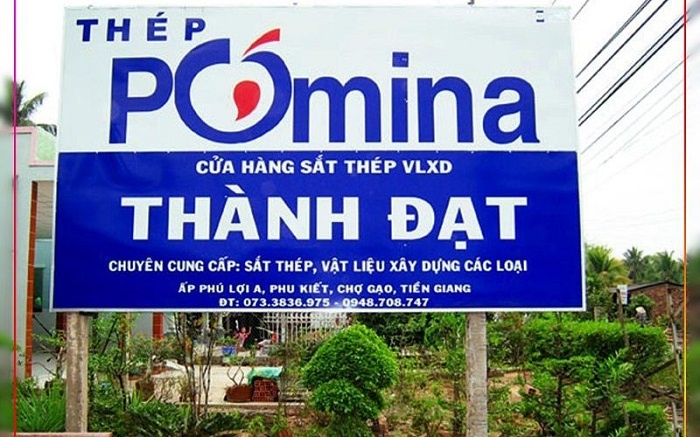 THÉP
POmina
CỬA HÀNG SẮT THÉP VLXD
THÀNH ĐẠT
CHUYÊN CUNG CẤP: SẮT THÉP, VẬT LIỆU XÂY DỰNG CÁC LOẠI
ẤP PHÚ LỢI A, PHU KIẾT, CHỢ GẠO, TIỀN GIANG
ĐT: 073.3836.975 - 0948.708.747